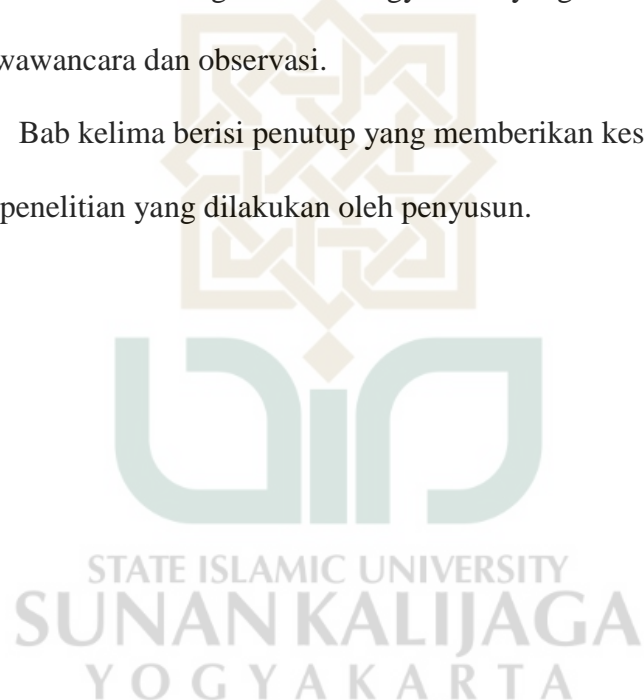 wawancara dan observasi.
Bab kelima berisi penutup yang memberikan kes
penelitian yang dilakukan oleh penyusun.
STATE ISLAMIC UNIVERSITY
SUNAN KALIJAGA
YOGYAKARTA